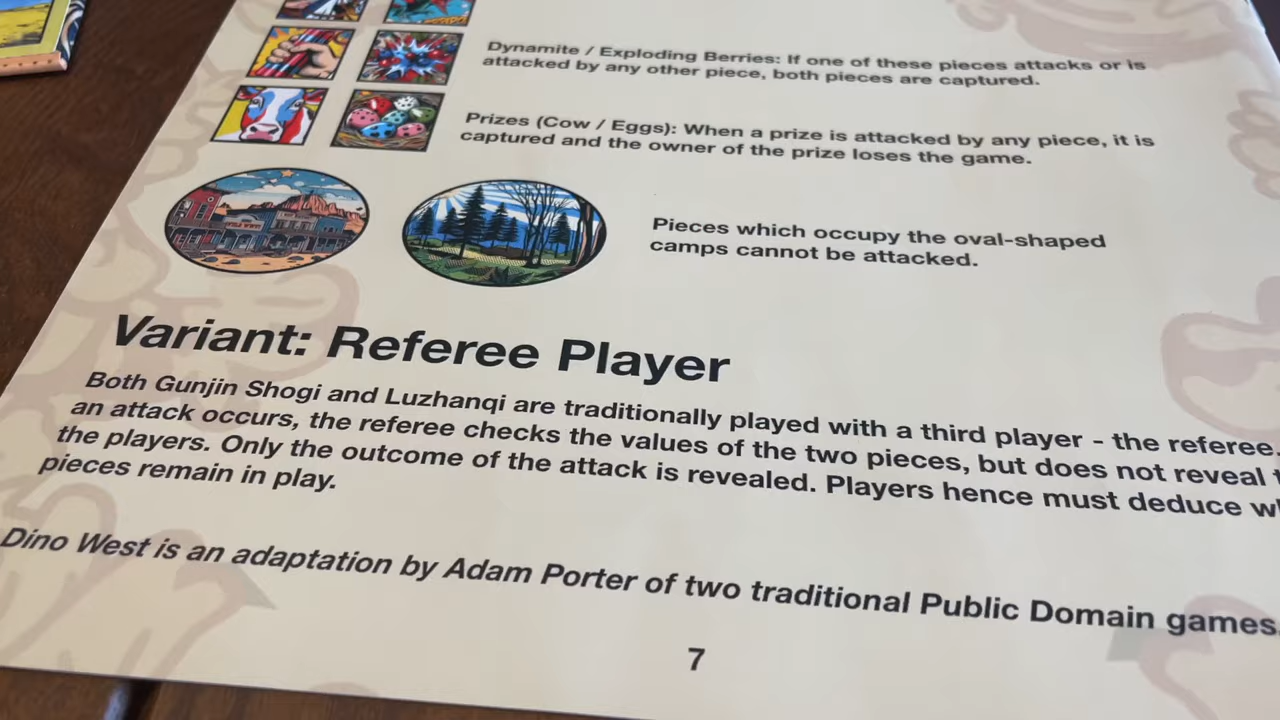 Dynamite / Exploding Berries: If one of these pieces attacks or is
attacked by any other piece, both pieces are captured.
Prizes (Cow / Eggs): When a prize is attacked by any piece, it is
captured and the owner of the prize loses the game.
Pieces which occupy the oval-shaped
camps cannot be attacked.
Variant: Referee Player
Both Gunjin Shogi and Luzhanqi are traditionally played with a third player - the referee.
an attack occurs, the referee checks the values of the two pieces, but does not reveal
the players. Only the outcome of the attack is revealed. Players hence must deduce
pieces remain in play.
Dino West is an adaptation by Adam Porter of two traditional Public Domain games.
7